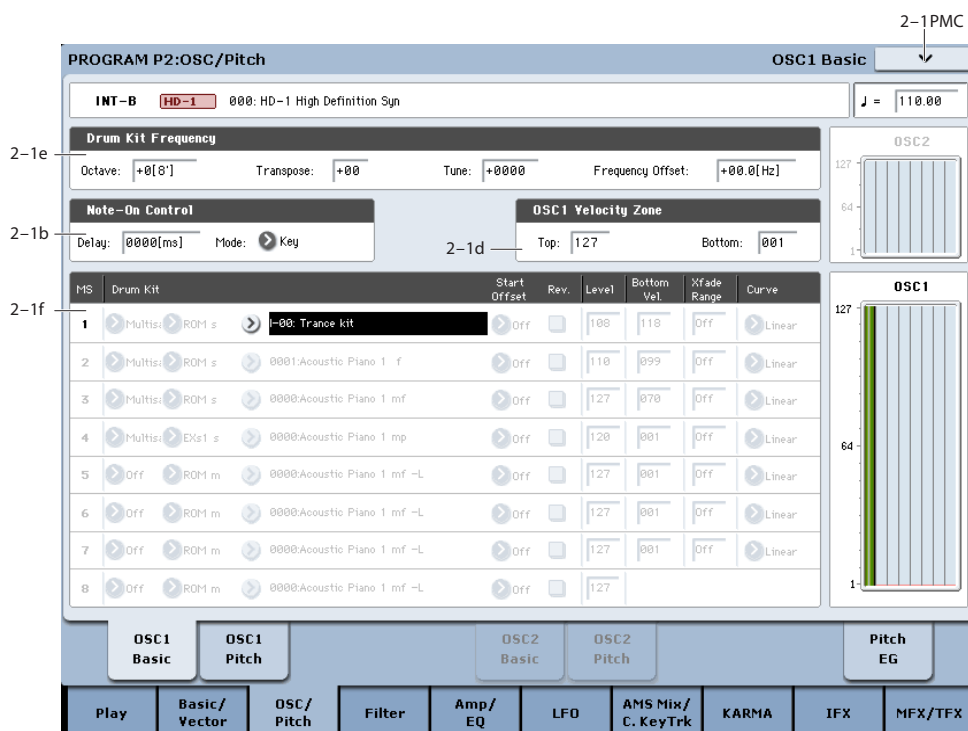 2-1PMC
PROGRAM P2:OSC/Pitch OSC1 Basic
INT-B HD-1 000: HD-1 High Definition Syn ♩ = 110.00
Drum Kit Frequency
2-1e
Octave: +0[8'] Transpose: +00 Tune: +0000 Frequency Offset: +00.0[Hz]
OSC2
127
64
1
Note-On Control
2-1b
Delay: 0000[ms] Mode: Key
OSC1 Velocity Zone
2-1d
Top: 127 Bottom: 001
2-1f
MS Drum Kit Start Offset Rev. Level Bottom Vel. Xfade Range Curve
1 Multisa ROM s I-00: Trance kit Off 108 118 Off Linear
2 Multisa ROM s 0001:Acoustic Piano 1 f Off 110 099 Off Linear
3 Multisa ROM s 0000:Acoustic Piano 1 mf Off 127 070 Off Linear
4 Multisa EXs1 s 0000:Acoustic Piano 1 mp Off 120 001 Off Linear
5 Off ROM m 0000:Acoustic Piano 1 mf -L Off 127 001 Off Linear
6 Off ROM m 0000:Acoustic Piano 1 mf -L Off 127 001 Off Linear
7 Off ROM m 0000:Acoustic Piano 1 mf -L Off 127 001 Off Linear
8 Off ROM m 0000:Acoustic Piano 1 mf -L Off 127
OSC1
127
64
1
OSC1 Basic OSC1 Pitch OSC2 Basic OSC2 Pitch Pitch EG
Play Basic/Vector OSC/Pitch Filter Amp/EQ LFO AMS Mix/C. KeyTrk KARMA IFX MFX/TFX